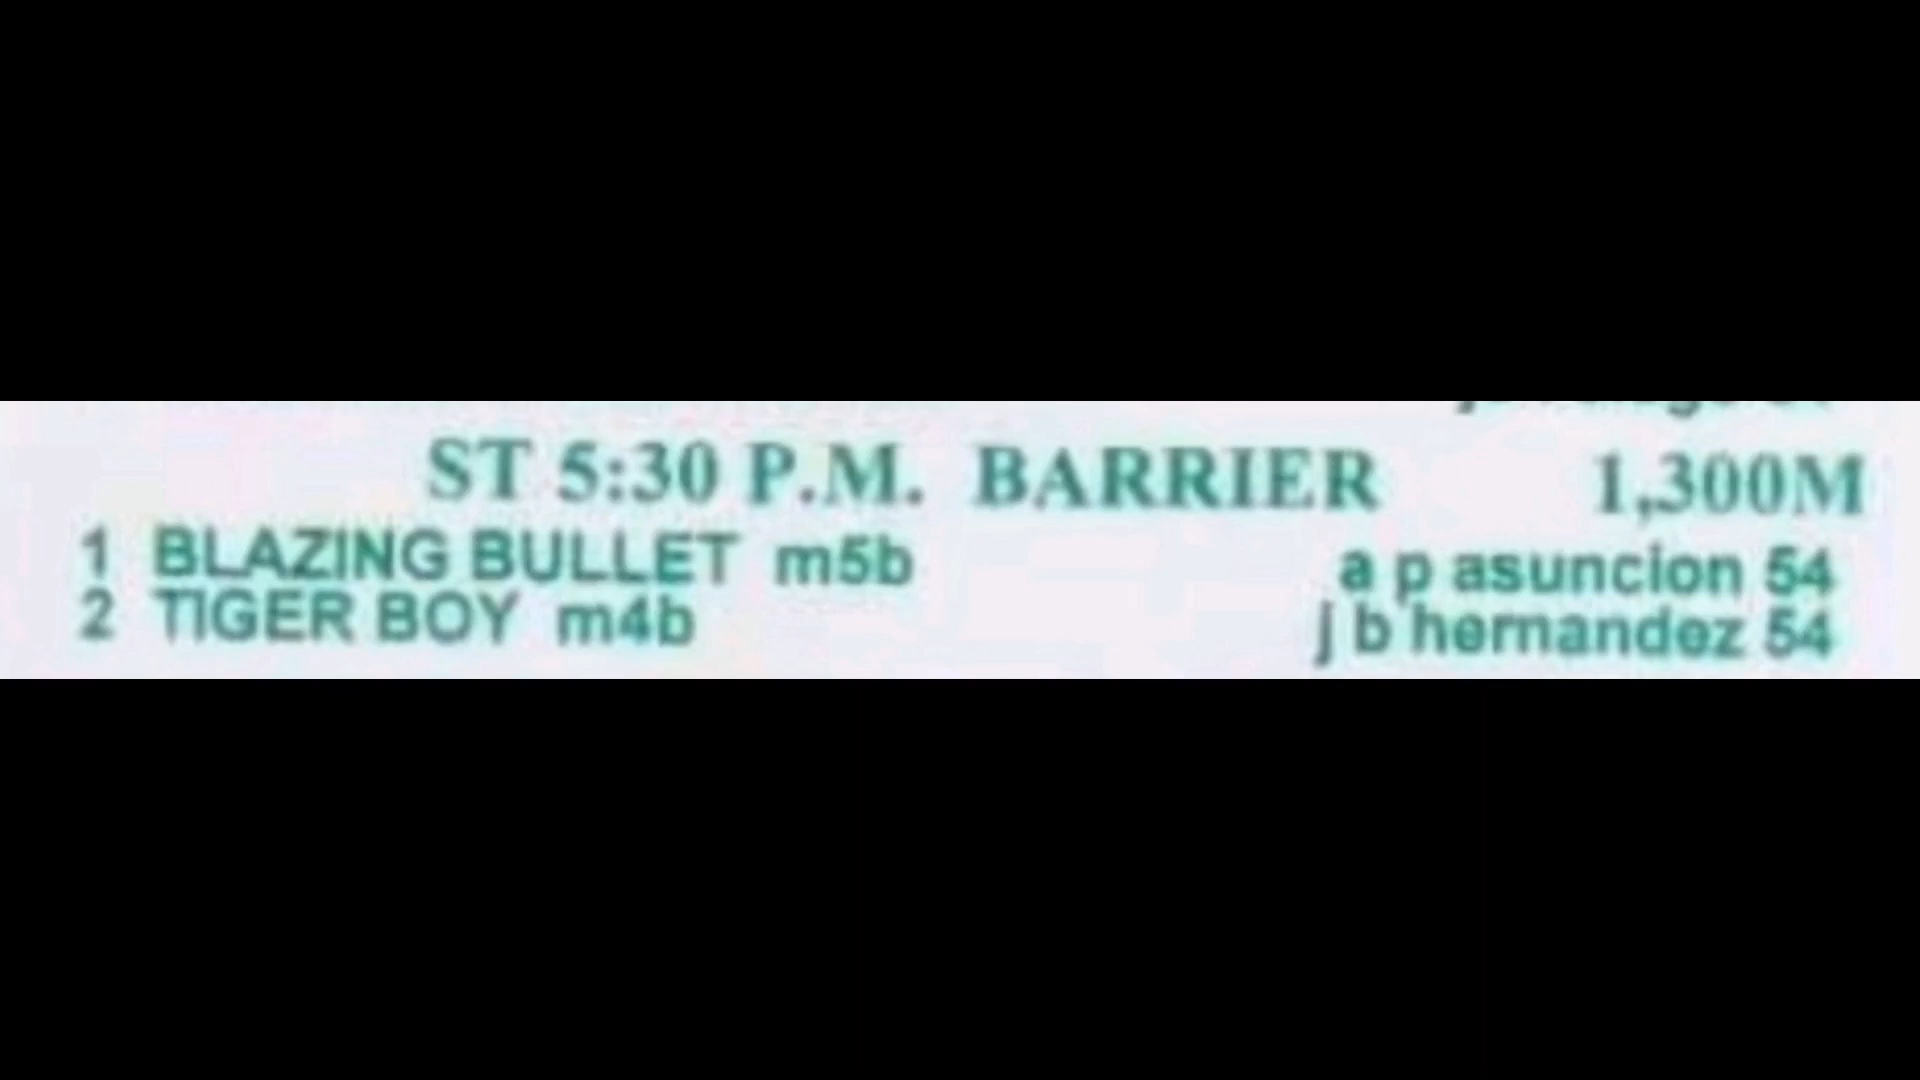 ST 5:30 P.M. BARRIER 1,300M
1 BLAZING BULLET m5b a p asuncion 54
2 TIGER BOY m4b j b hernandez 54